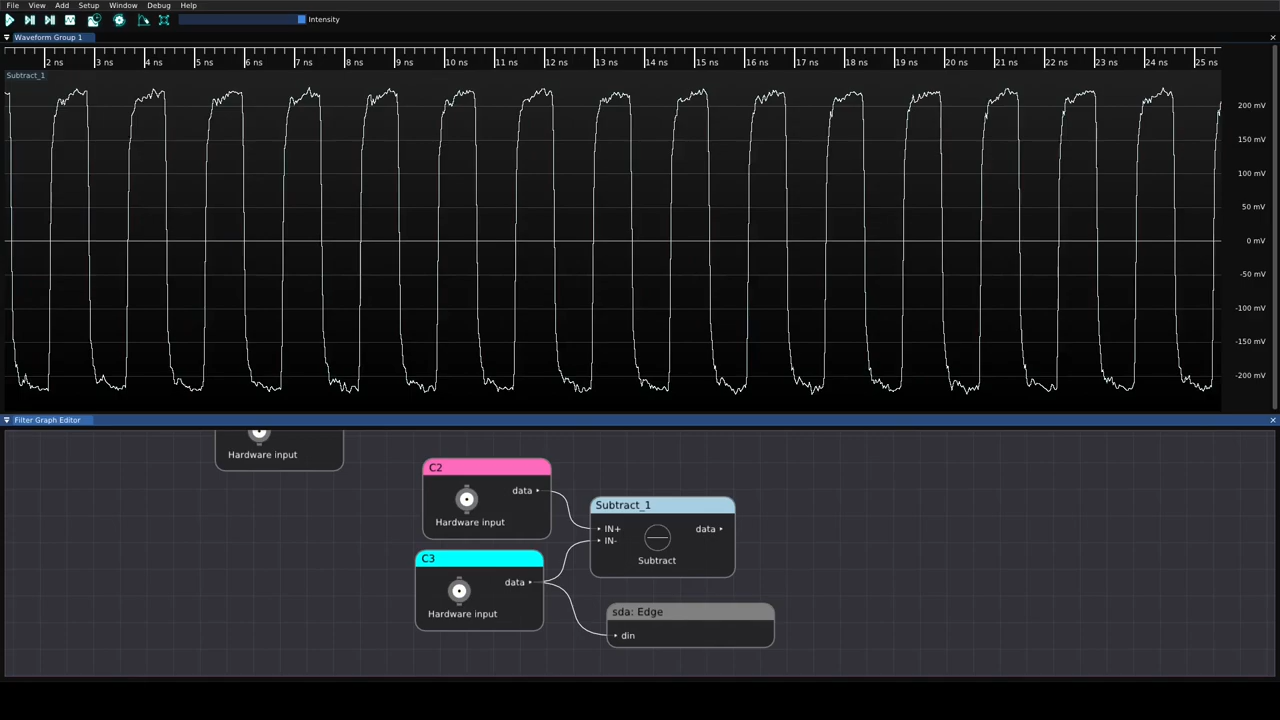 File View Add Setup Window Debug Help
Intensity
Waveform Group 1
2 ns 3 ns 4 ns 5 ns 6 ns 7 ns 8 ns 9 ns 10 ns 11 ns 12 ns 13 ns 14 ns 15 ns 16 ns 17 ns 18 ns 19 ns 20 ns 21 ns 22 ns 23 ns 24 ns 25 ns
Subtract_1
200 mV
150 mV
100 mV
50 mV
0 mV
-50 mV
-100 mV
-150 mV
-200 mV
Filter Graph Editor
Hardware input
C2
data
Hardware input
Subtract_1
IN+ data
IN-
Subtract
C3
data
Hardware input
sda: Edge
din